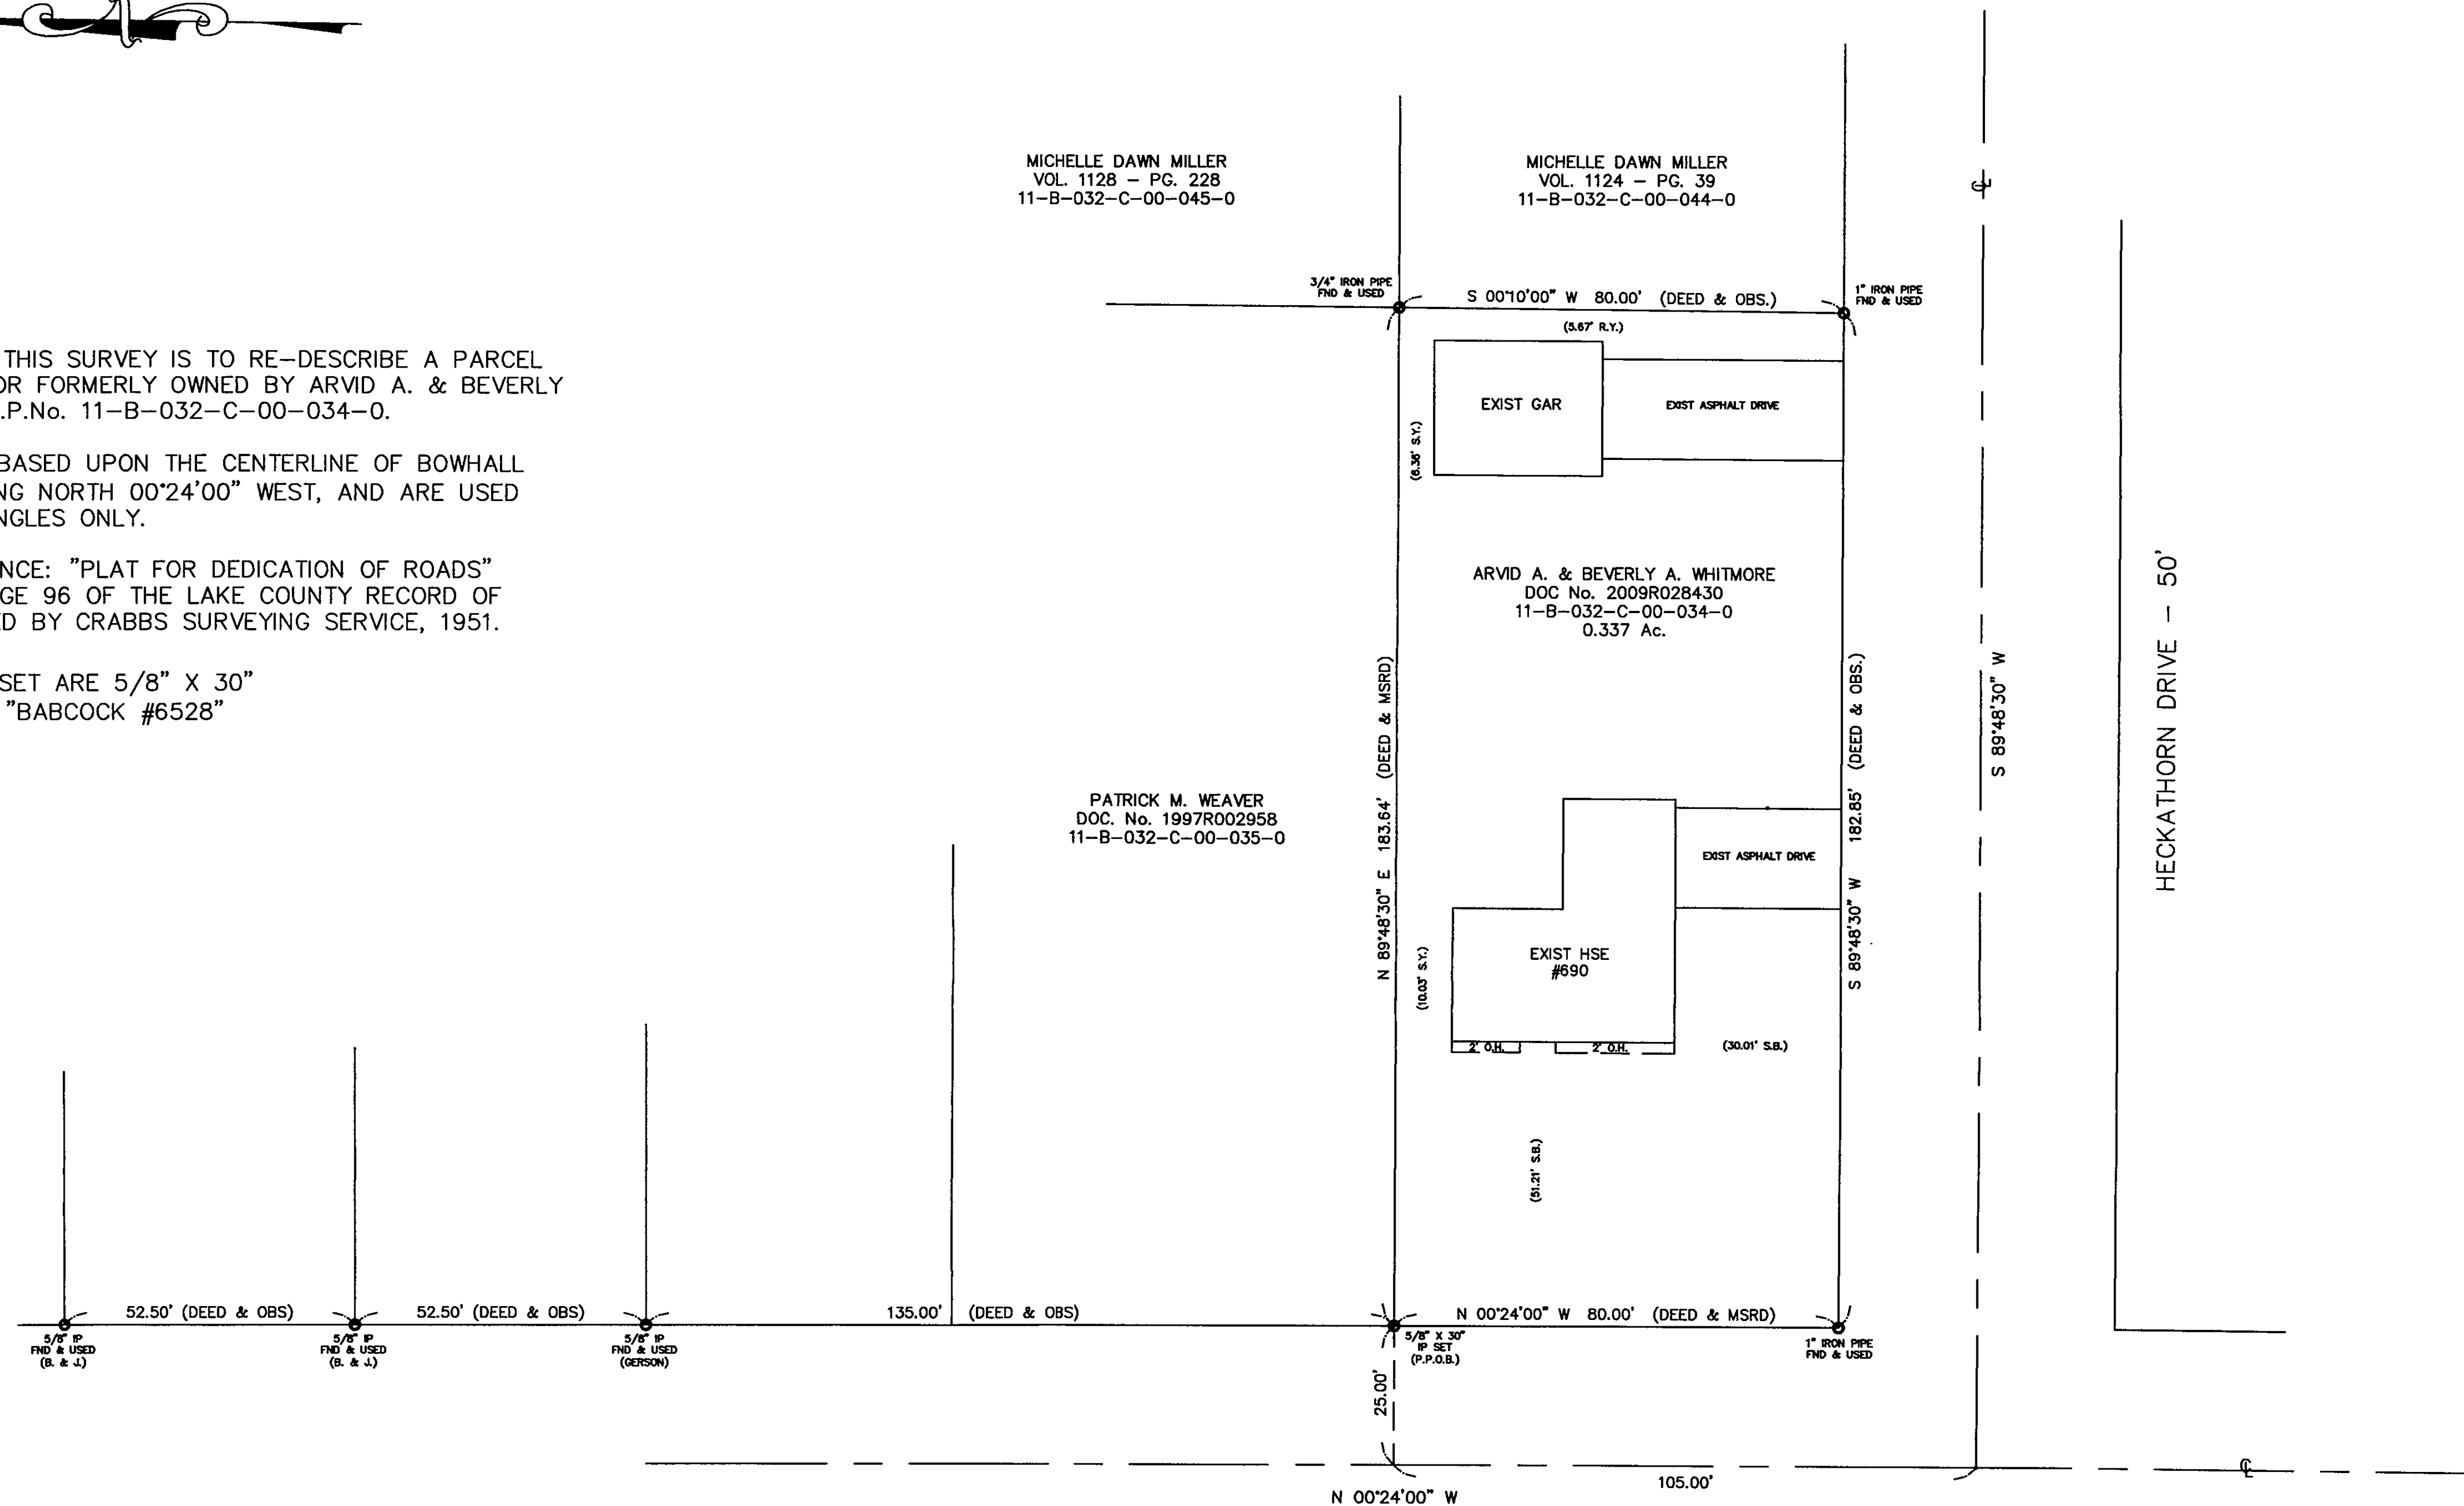 MICHELLE DAWN MILLER
VOL. 1128 – PG. 228
11–B–032–C–00–045–0
MICHELLE DAWN MILLER
VOL. 1124 – PG. 39
11–B–032–C–00–044–0
℄
3/4" IRON PIPE
FND & USED
S 00°10'00" W 80.00' (DEED & OBS.)
1" IRON PIPE
FND & USED
(5.67' R.Y.)
THIS SURVEY IS TO RE–DESCRIBE A PARCEL
OR FORMERLY OWNED BY ARVID A. & BEVERLY
.P.No. 11–B–032–C–00–034–0.
BASED UPON THE CENTERLINE OF BOWHALL
NG NORTH 00°24'00" WEST, AND ARE USED
NGLES ONLY.
NCE: "PLAT FOR DEDICATION OF ROADS"
GE 96 OF THE LAKE COUNTY RECORD OF
ED BY CRABBS SURVEYING SERVICE, 1951.
SET ARE 5/8" X 30"
"BABCOCK #6528"
EXIST GAR
EXIST ASPHALT DRIVE
(6.36' S.Y.)
ARVID A. & BEVERLY A. WHITMORE
DOC No. 2009R028430
11–B–032–C–00–034–0
0.337 Ac.
N 89°48'30" E 183.64' (DEED & MSRD)
S 89°48'30" W 182.85' (DEED & OBS.)
S 89°48'30" W
HECKATHORN DRIVE – 50'
PATRICK M. WEAVER
DOC. No. 1997R002958
11–B–032–C–00–035–0
EXIST ASPHALT DRIVE
EXIST HSE
#690
(10.03' S.Y.)
2' O.H.
2' O.H.
(30.01' S.B.)
(51.21' S.B.)
52.50' (DEED & OBS)
52.50' (DEED & OBS)
135.00' (DEED & OBS)
N 00°24'00" W 80.00' (DEED & MSRD)
5/8" IP
FND & USED
(B. & J.)
5/8" IP
FND & USED
(B. & J.)
5/8" IP
FND & USED
(GERSON)
5/8" X 30"
IP SET
(P.P.O.B.)
1" IRON PIPE
FND & USED
25.00'
105.00'
℄
N 00°24'00" W